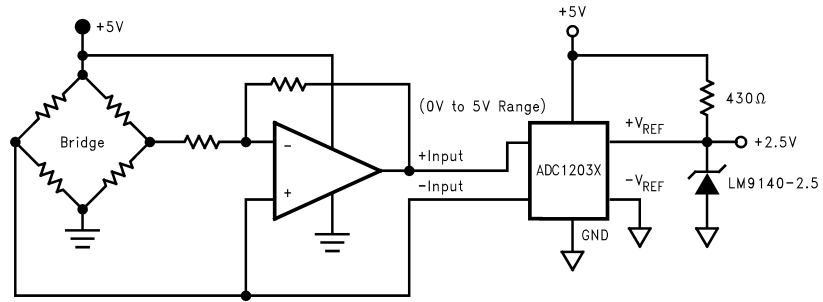 +5V
Bridge
−
+
(0V to 5V Range)
+Input
−Input
+5V
ADC1203X
GND
430Ω
+VREF
+2.5V
−VREF
LM9140-2.5